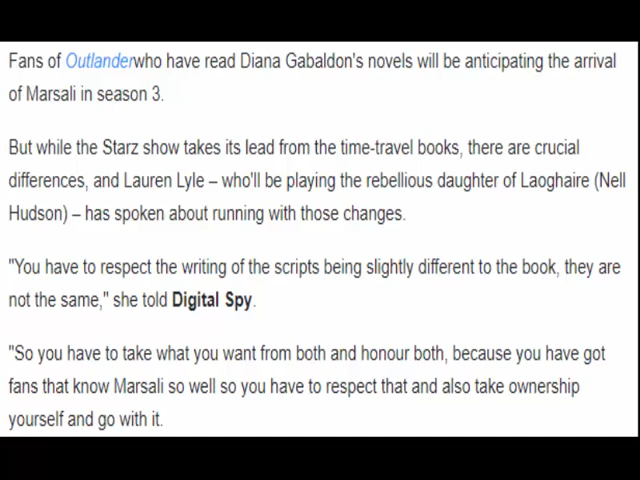 Fans of Outlanderwho have read Diana Gabaldon's novels will be anticipating the arrival
of Marsali in season 3.
But while the Starz show takes its lead from the time-travel books, there are crucial
differences, and Lauren Lyle – who'll be playing the rebellious daughter of Laoghaire (Nell
Hudson) – has spoken about running with those changes.
"You have to respect the writing of the scripts being slightly different to the book, they are
not the same," she told Digital Spy.
"So you have to take what you want from both and honour both, because you have got
fans that know Marsali so well so you have to respect that and also take ownership
yourself and go with it.